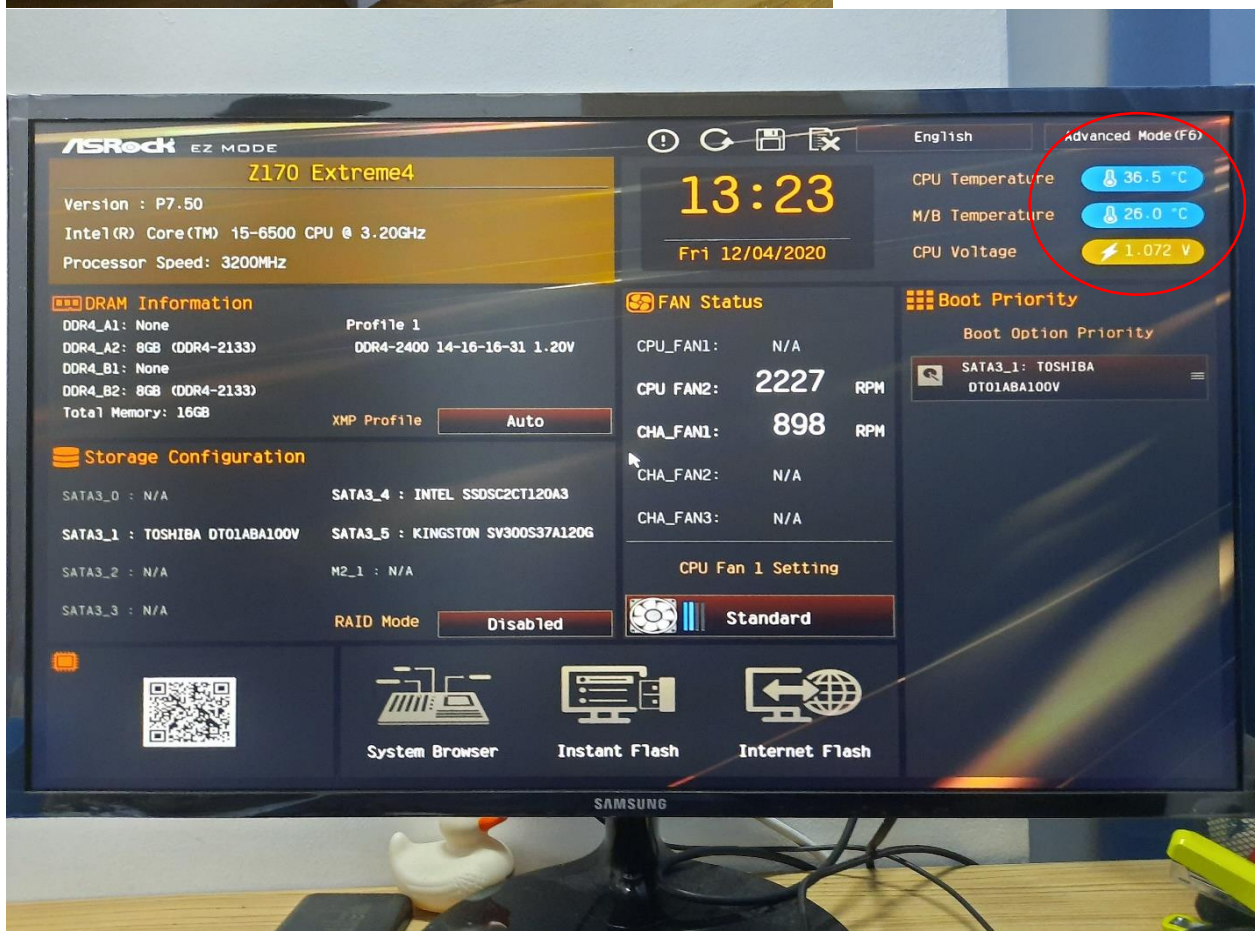 ASRock EZ MODE
English
Advanced Mode(F6)
Z170 Extreme4
Version : P7.50
Intel(R) Core(TM) i5-6500 CPU @ 3.20GHz
Processor Speed: 3200MHz
13:23
Fri 12/04/2020
CPU Temperature 36.5 °C
M/B Temperature 26.0 °C
CPU Voltage 1.072 V
DRAM Information
DDR4_A1: None
DDR4_A2: 8GB (DDR4-2133)
DDR4_B1: None
DDR4_B2: 8GB (DDR4-2133)
Total Memory: 16GB
Profile 1
DDR4-2400 14-16-16-31 1.20V
XMP Profile Auto
Storage Configuration
SATA3_0 : N/A
SATA3_1 : TOSHIBA DT01ABA100V
SATA3_2 : N/A
SATA3_3 : N/A
SATA3_4 : INTEL SSDSC2CT120A3
SATA3_5 : KINGSTON SV300S37A120G
M2_1 : N/A
RAID Mode Disabled
FAN Status
CPU_FAN1: N/A
CPU FAN2: 2227 RPM
CHA_FAN1: 898 RPM
CHA_FAN2: N/A
CHA_FAN3: N/A
CPU Fan 1 Setting
Standard
Boot Priority
Boot Option Priority
SATA3_1: TOSHIBA
DT01ABA100V
System Browser
Instant Flash
Internet Flash
SAMSUNG